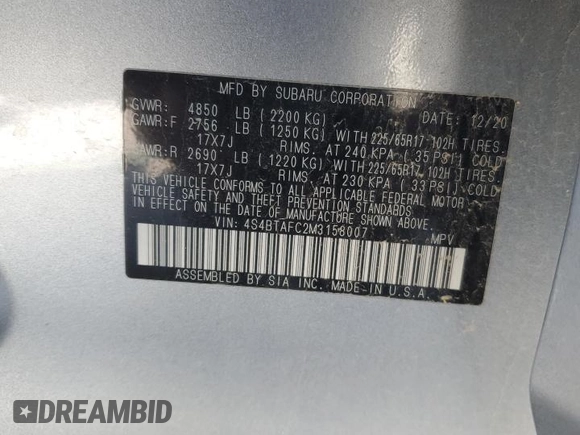 MFD BY SUBARU CORPORATION
GVWR: 4850 LB (2200 KG) DATE: 12/20
GAWR:F 2756 LB (1250 KG) WITH 225/65R17 102H TIRES.
17X7J RIMS. AT 240 KPA (35 PSI) COLD
GAWR:R 2690 LB (1220 KG) WITH 225/65R17 102H TIRES.
17X7J RIMS. AT 230 KPA (33 PSI) COLD
THIS VEHICLE CONFORMS TO ALL APPLICABLE FEDERAL MOTOR
VEHICLE SAFETY AND THEFT PREVENTION STANDARDS
IN EFFECT ON THE DATE OF MANUFACTURE SHOWN ABOVE.
VIN: 4S4BTAFC2M3158007 MPV
ASSEMBLED BY SIA INC. MADE IN U.S.A.
DREAMBID